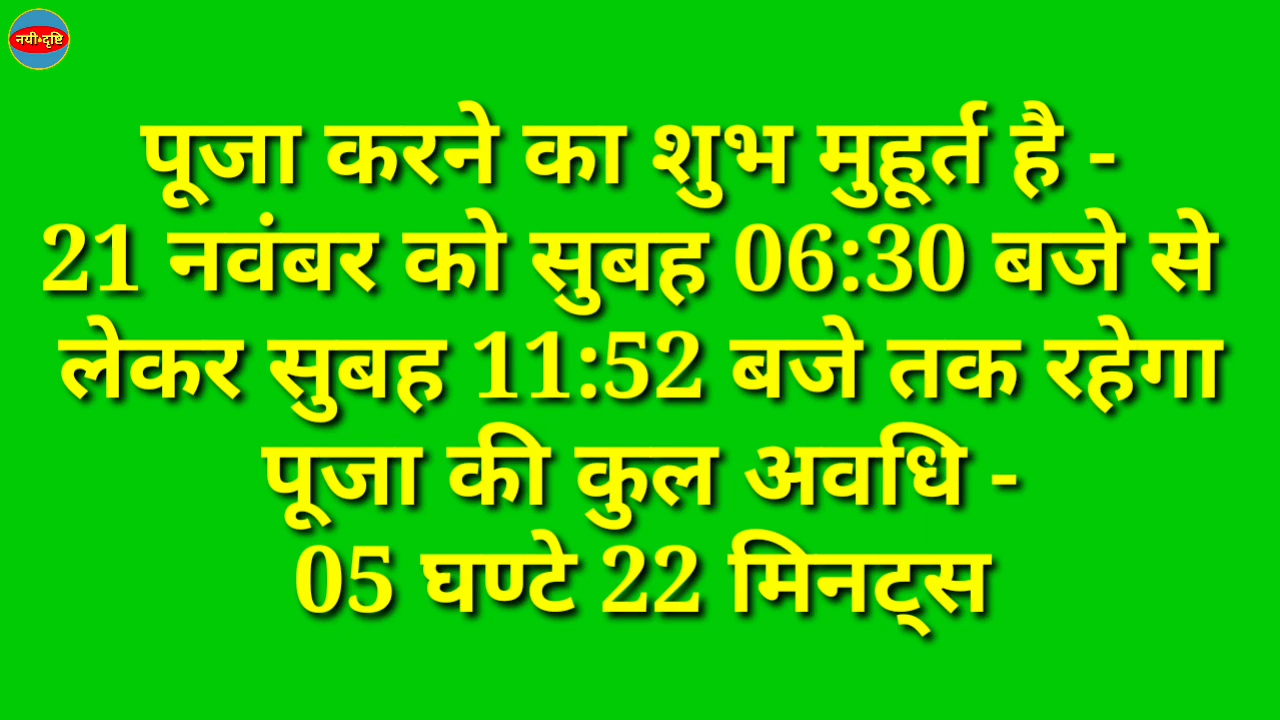 नयी दृष्टि
पूजा करने का शुभ मुहूर्त है -
21 नवंबर को सुबह 06:30 बजे से
लेकर सुबह 11:52 बजे तक रहेगा
पूजा की कुल अवधि -
05 घण्टे 22 मिनट्स